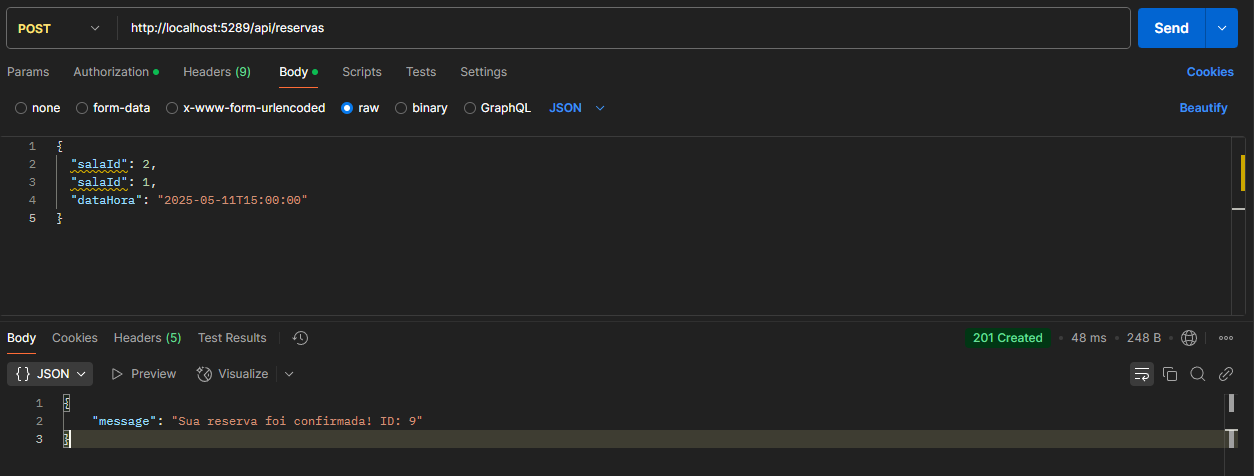 POST http://localhost:5289/api/reservas Send
Params Authorization Headers (9) Body Scripts Tests Settings Cookies
none form-data x-www-form-urlencoded raw binary GraphQL JSON Beautify
1 {
2 "salaId": 2,
3 "salaId": 1,
4 "dataHora": "2025-05-11T15:00:00"
5 }
Body Cookies Headers (5) Test Results 201 Created 48 ms 248 B
{} JSON Preview Visualize
1 {
2 "message": "Sua reserva foi confirmada! ID: 9"
3 }